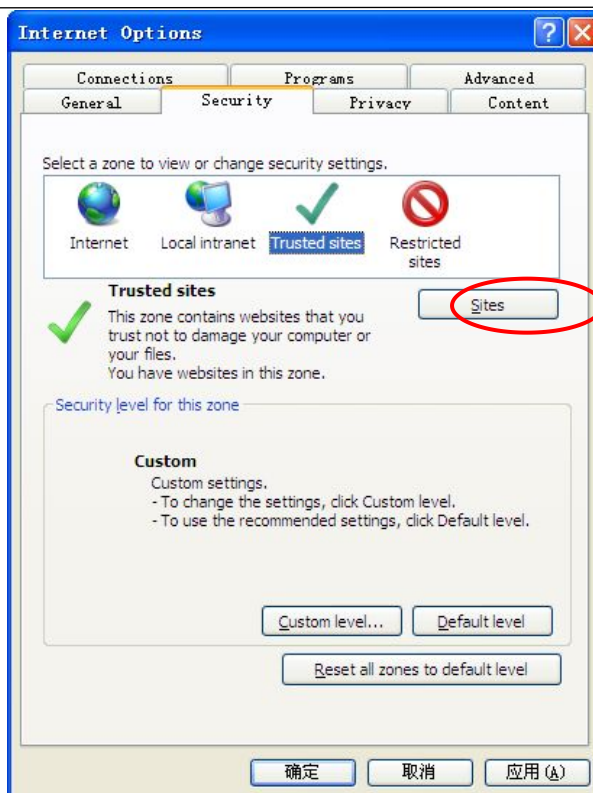 Internet Options
Connections Programs Advanced
General Security Privacy Content
Select a zone to view or change security settings.
Internet Local intranet Trusted sites Restricted sites
Trusted sites
Sites
This zone contains websites that you
trust not to damage your computer or
your files.
You have websites in this zone.
Security level for this zone
Custom
Custom settings.
- To change the settings, click Custom level.
- To use the recommended settings, click Default level.
Custom level... Default level
Reset all zones to default level
确定 取消 应用(A)